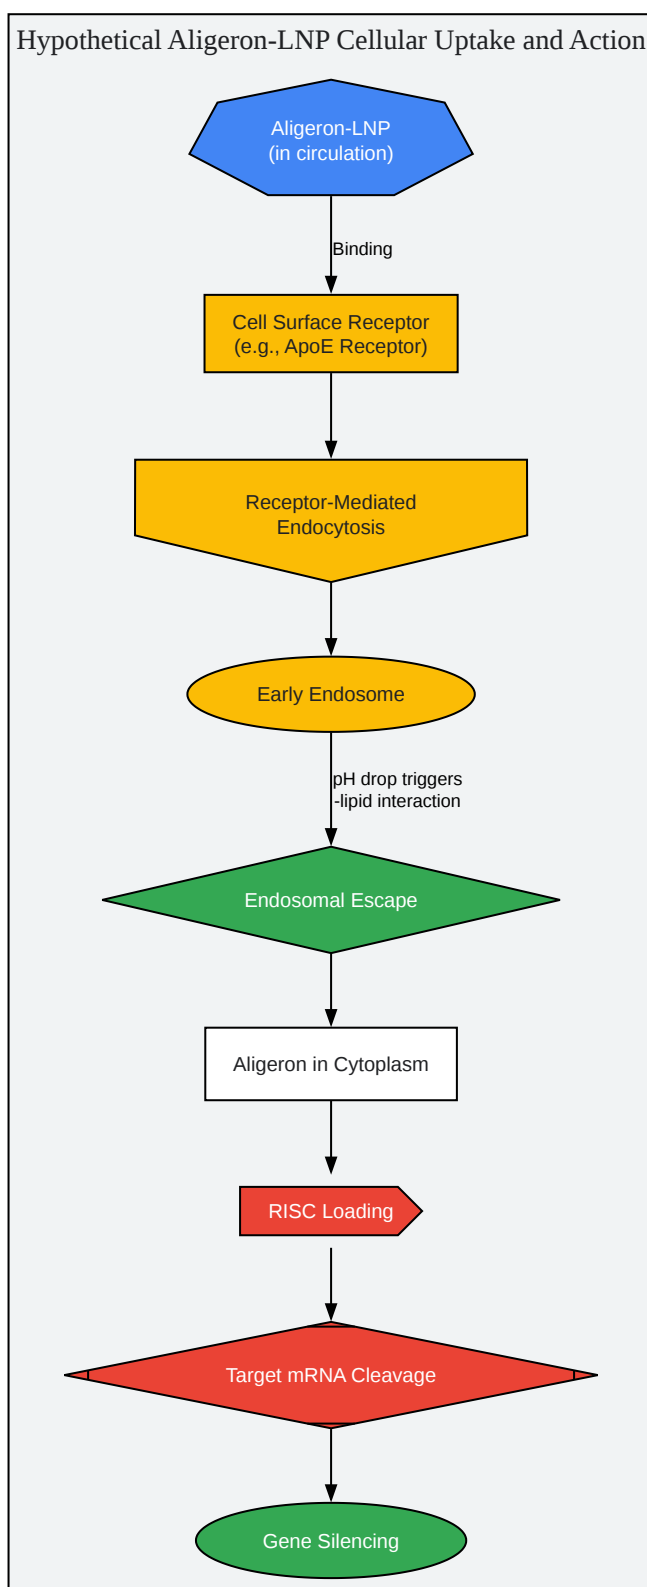 Hypothetical Aligeron-LNP Cellular Uptake and Action
Aligeron-LNP
(in circulation)
Binding
Cell Surface Receptor
(e.g., ApoE Receptor)
Receptor-Mediated
Endocytosis
Early Endosome
pH drop triggers
-lipid interaction
Endosomal Escape
Aligeron in Cytoplasm
RISC Loading
Target mRNA Cleavage
Gene Silencing